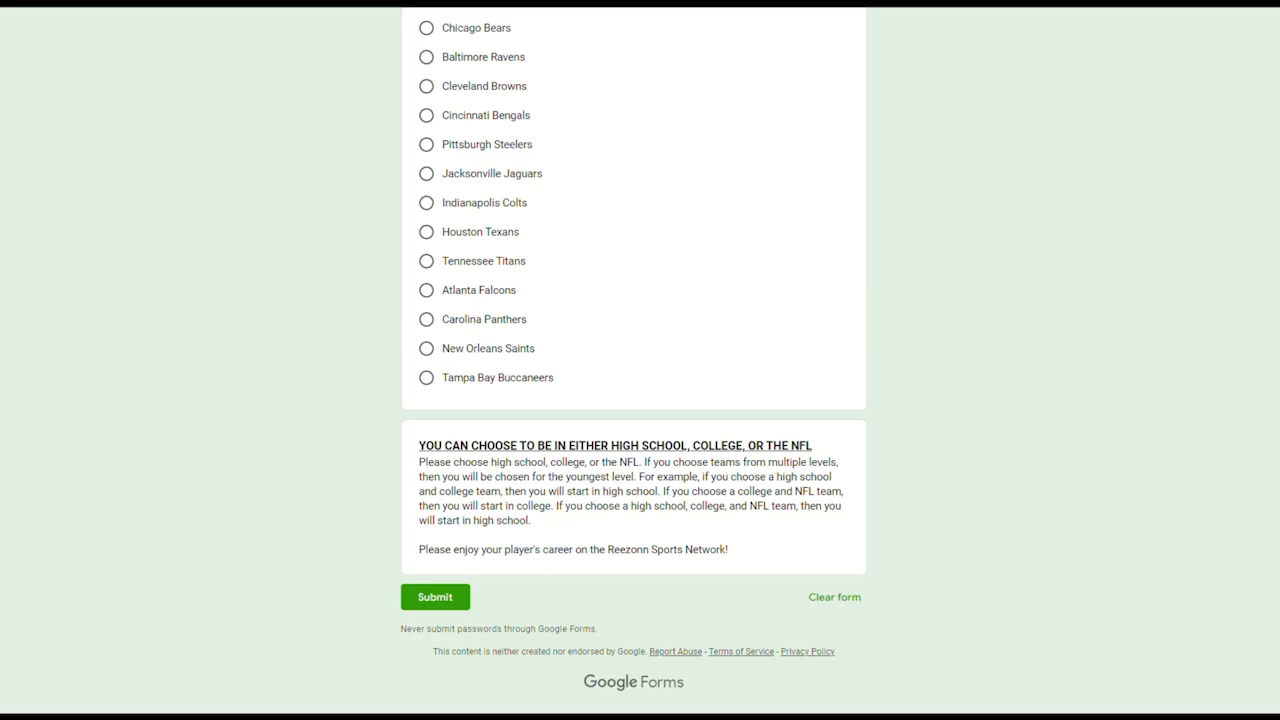 Chicago Bears
Baltimore Ravens
Cleveland Browns
Cincinnati Bengals
Pittsburgh Steelers
Jacksonville Jaguars
Indianapolis Colts
Houston Texans
Tennessee Titans
Atlanta Falcons
Carolina Panthers
New Orleans Saints
Tampa Bay Buccaneers
YOU CAN CHOOSE TO BE IN EITHER HIGH SCHOOL, COLLEGE, OR THE NFL
Please choose high school, college, or the NFL. If you choose teams from multiple levels,
then you will be chosen for the youngest level. For example, if you choose a high school
and college team, then you will start in high school. If you choose a college and NFL team,
then you will start in college. If you choose a high school, college, and NFL team, then you
will start in high school.
Please enjoy your player's career on the Reezonn Sports Network!
Submit
Clear form
Never submit passwords through Google Forms.
This content is neither created nor endorsed by Google. Report Abuse - Terms of Service - Privacy Policy
Google Forms